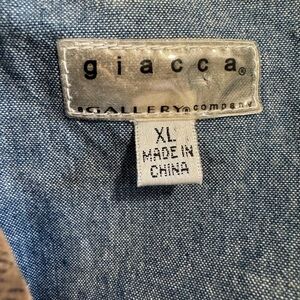 giacca®
a GALLERY® company
XL
MADE IN
CHINA